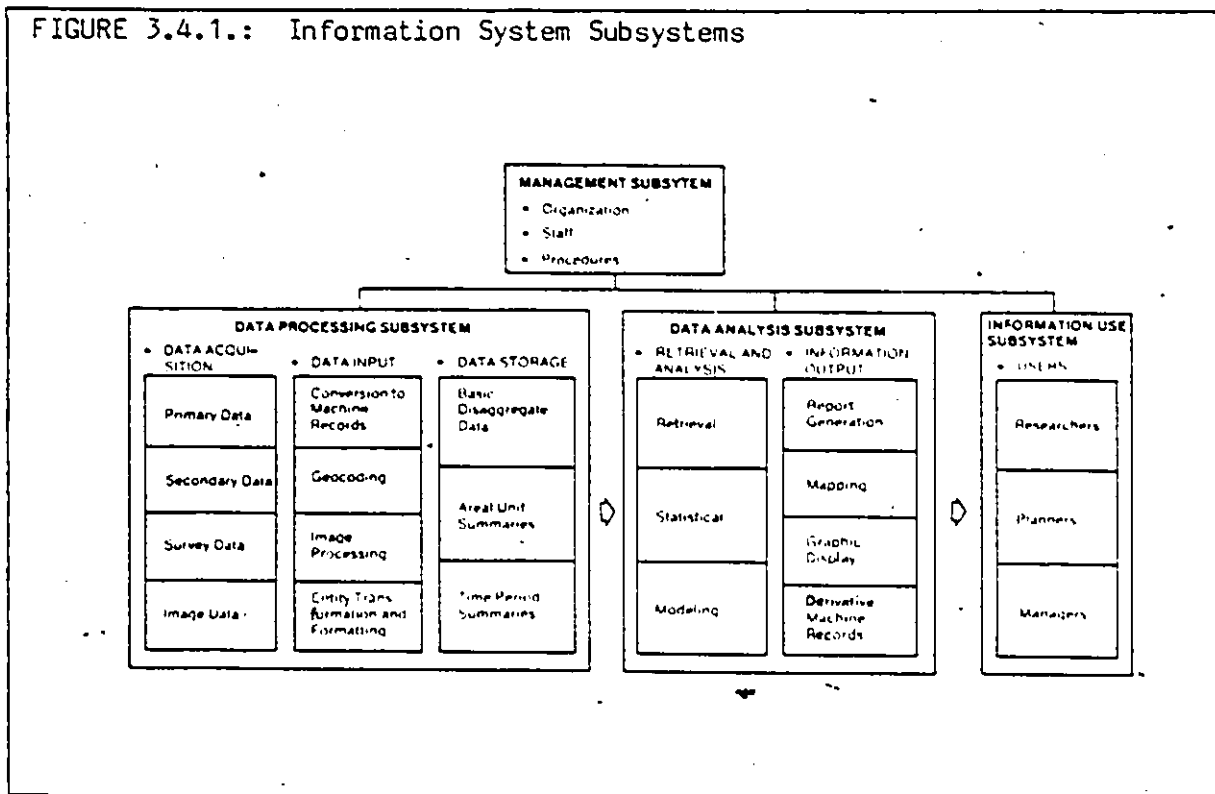 FIGURE 3.4.1.: Information System Subsystems
MANAGEMENT SUBSYTEM
• Organization
• Staff
• Procedures
DATA PROCESSING SUBSYSTEM
• DATA ACQUI-
SITION
Primary Data
Secondary Data
Survey Data
Image Data
• DATA INPUT
Conversion to
Machine
Records
Geocoding
Image
Processing
Entity Trans
formation and
Formatting
• DATA STORAGE
Basic
Disaggregate
Data
Areal Unit
Summaries
Time Period
Summaries
DATA ANALYSIS SUBSYSTEM
• RETRIEVAL AND
ANALYSIS
Retrieval
Statistical
Modeling
• INFORMATION
OUTPUT
Report
Generation
Mapping
Graphic
Display
Derivative
Machine
Records
INFORMATION USE
SUBSYSTEM
• USERS
Researchers
Planners
Managers